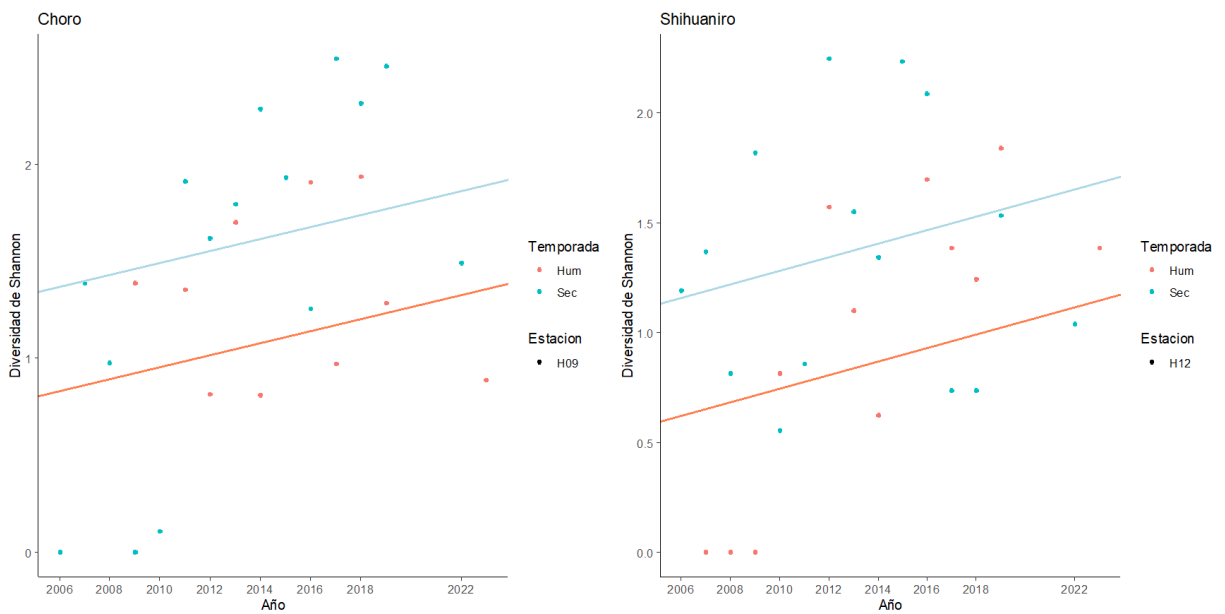 Choro
Diversidad de Shannon
2
1
0
2006 2008 2010 2012 2014 2016 2018 2022
Año
Temporada
Hum
Sec
Estacion
H09
Shihuaniro
Diversidad de Shannon
2.0
1.5
1.0
0.5
0.0
2006 2008 2010 2012 2014 2016 2018 2022
Año
Temporada
Hum
Sec
Estacion
H12